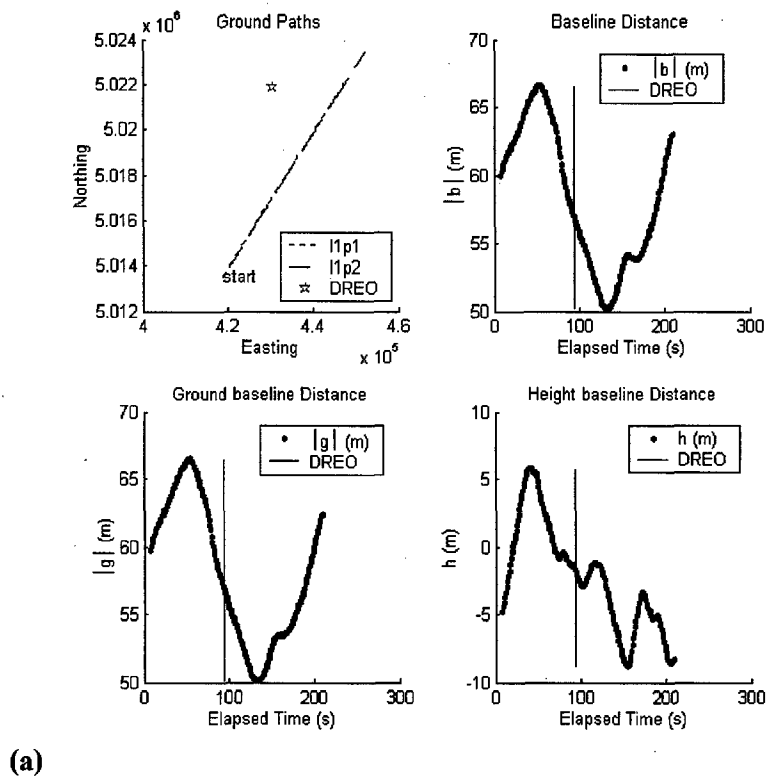 x 10^6
Ground Paths
5.024
5.022
5.02
5.018
5.016
5.014
5.012
Northing
start
l1p1
l1p2
DREO
4
4.2
4.4
4.6
Easting
x 10^5
Baseline Distance
70
65
60
55
50
|b| (m)
|b| (m)
DREO
0
100
200
300
Elapsed Time (s)
Ground baseline Distance
70
65
60
55
50
|g| (m)
|g| (m)
DREO
0
100
200
300
Elapsed Time (s)
Height baseline Distance
10
5
0
-5
-10
h (m)
h (m)
DREO
0
100
200
300
Elapsed Time (s)
(a)